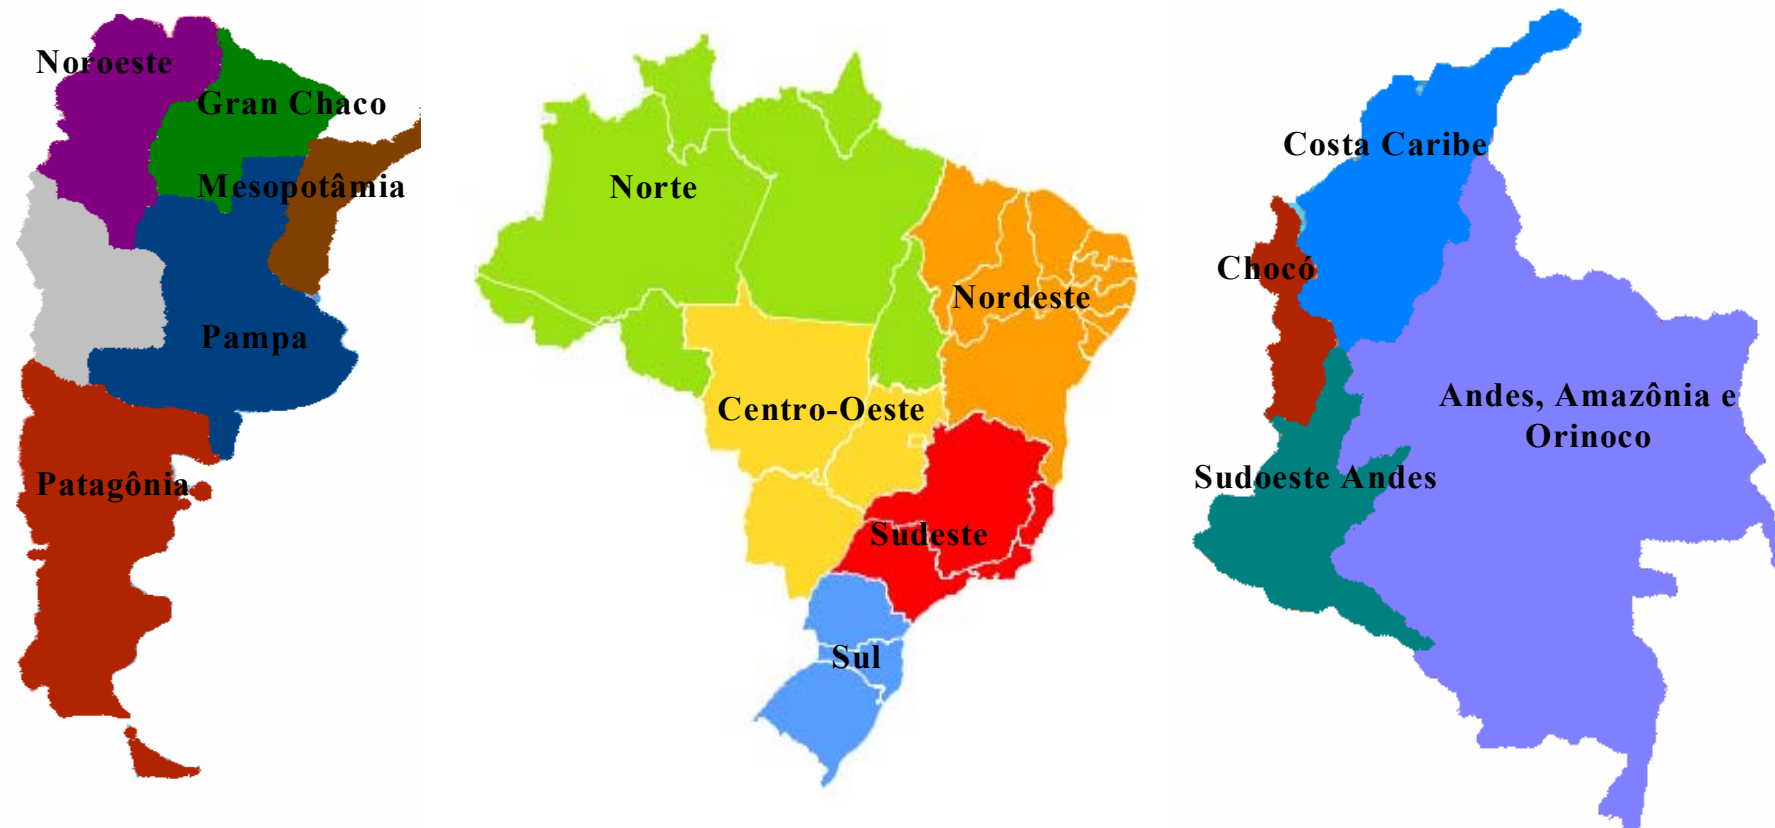 Noroeste
Gran Chaco
Mesopotâmia
Pampa
Patagônia
Norte
Nordeste
Centro-Oeste
Sudeste
Sul
Costa Caribe
Chocó
Andes, Amazônia e
Orinoco
Sudoeste Andes